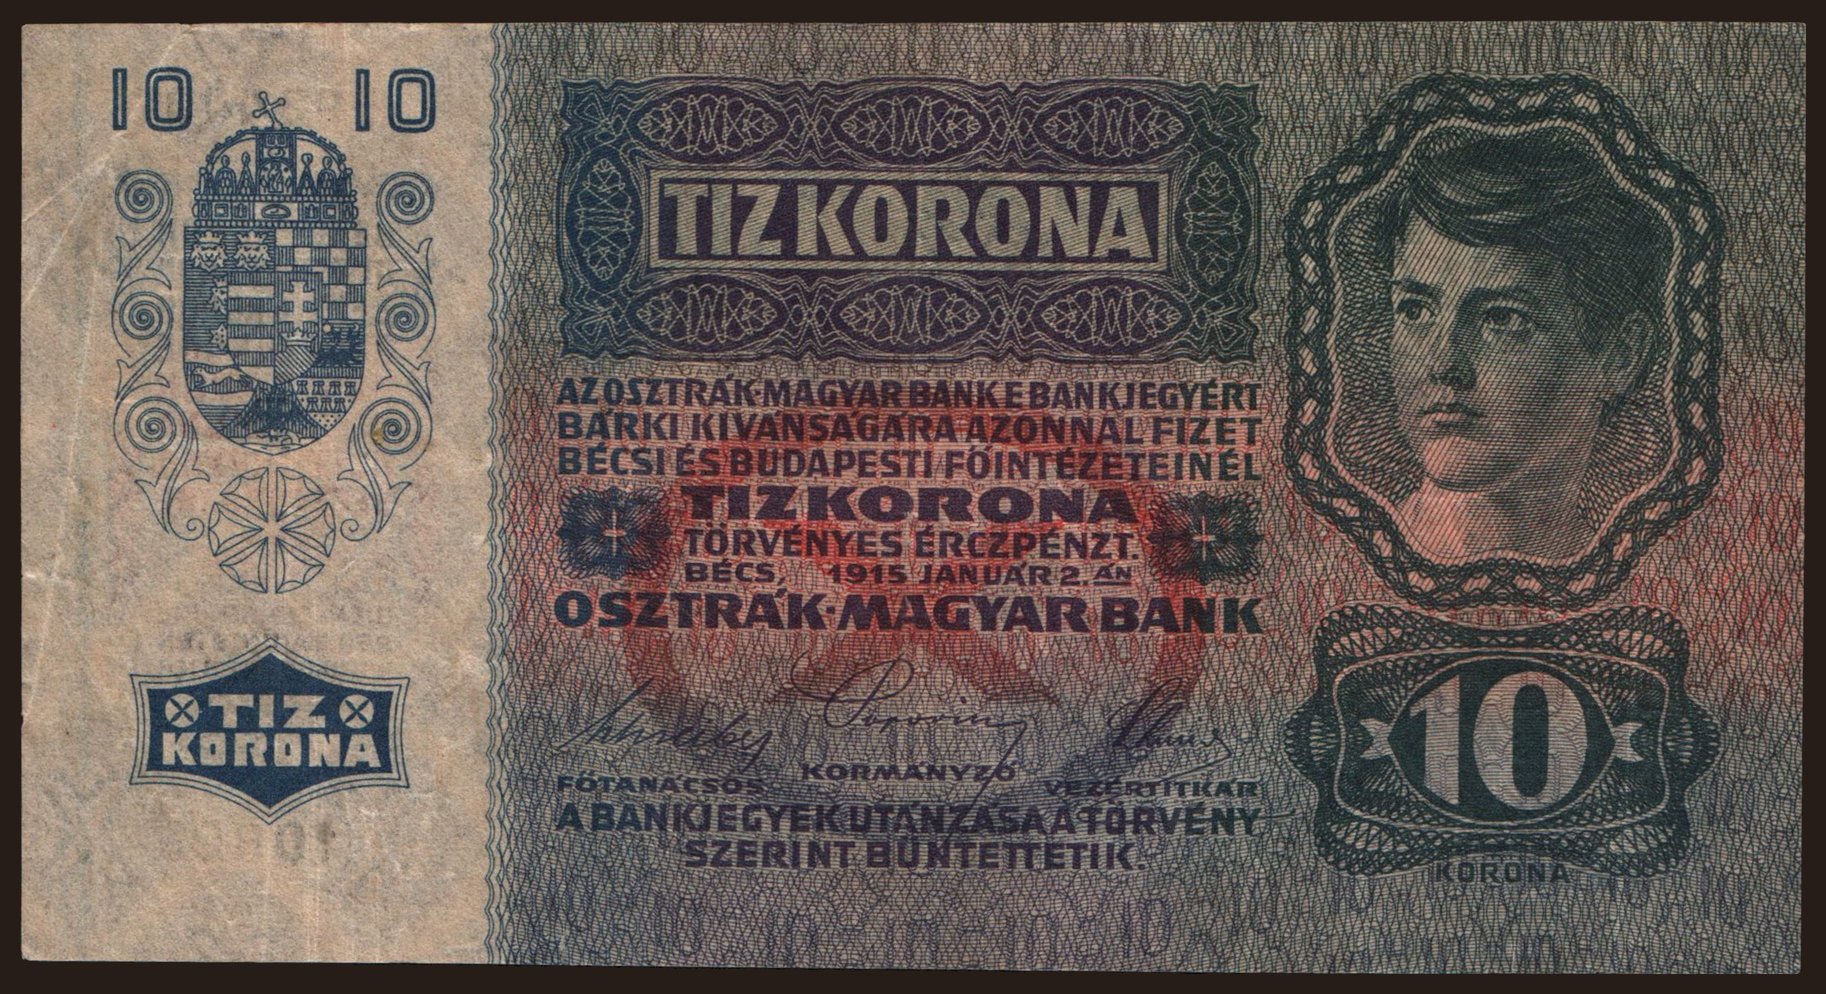 10 10
TIZ KORONA
AZ OSZTRÁK-MAGYAR BANK E BANKJEGYÉRT
BÁRKI KIVÁNSÁGÁRA AZONNAL FIZET
BÉCSI ÉS BUDAPESTI FŐINTÉZETEINÉL
TIZ KORONA
TÖRVÉNYES ÉRCZPÉNZT.
BÉCS, 1915 JANUÁR 2.ÁN
OSZTRÁK-MAGYAR BANK
FŐTANÁCSOS KORMÁNYZÓ VEZÉRTITKÁR
A BANKJEGYEK UTÁNZÁSA A TÖRVÉNY
SZERINT BÜNTETTETIK.
TIZ
KORONA
10
KORONA